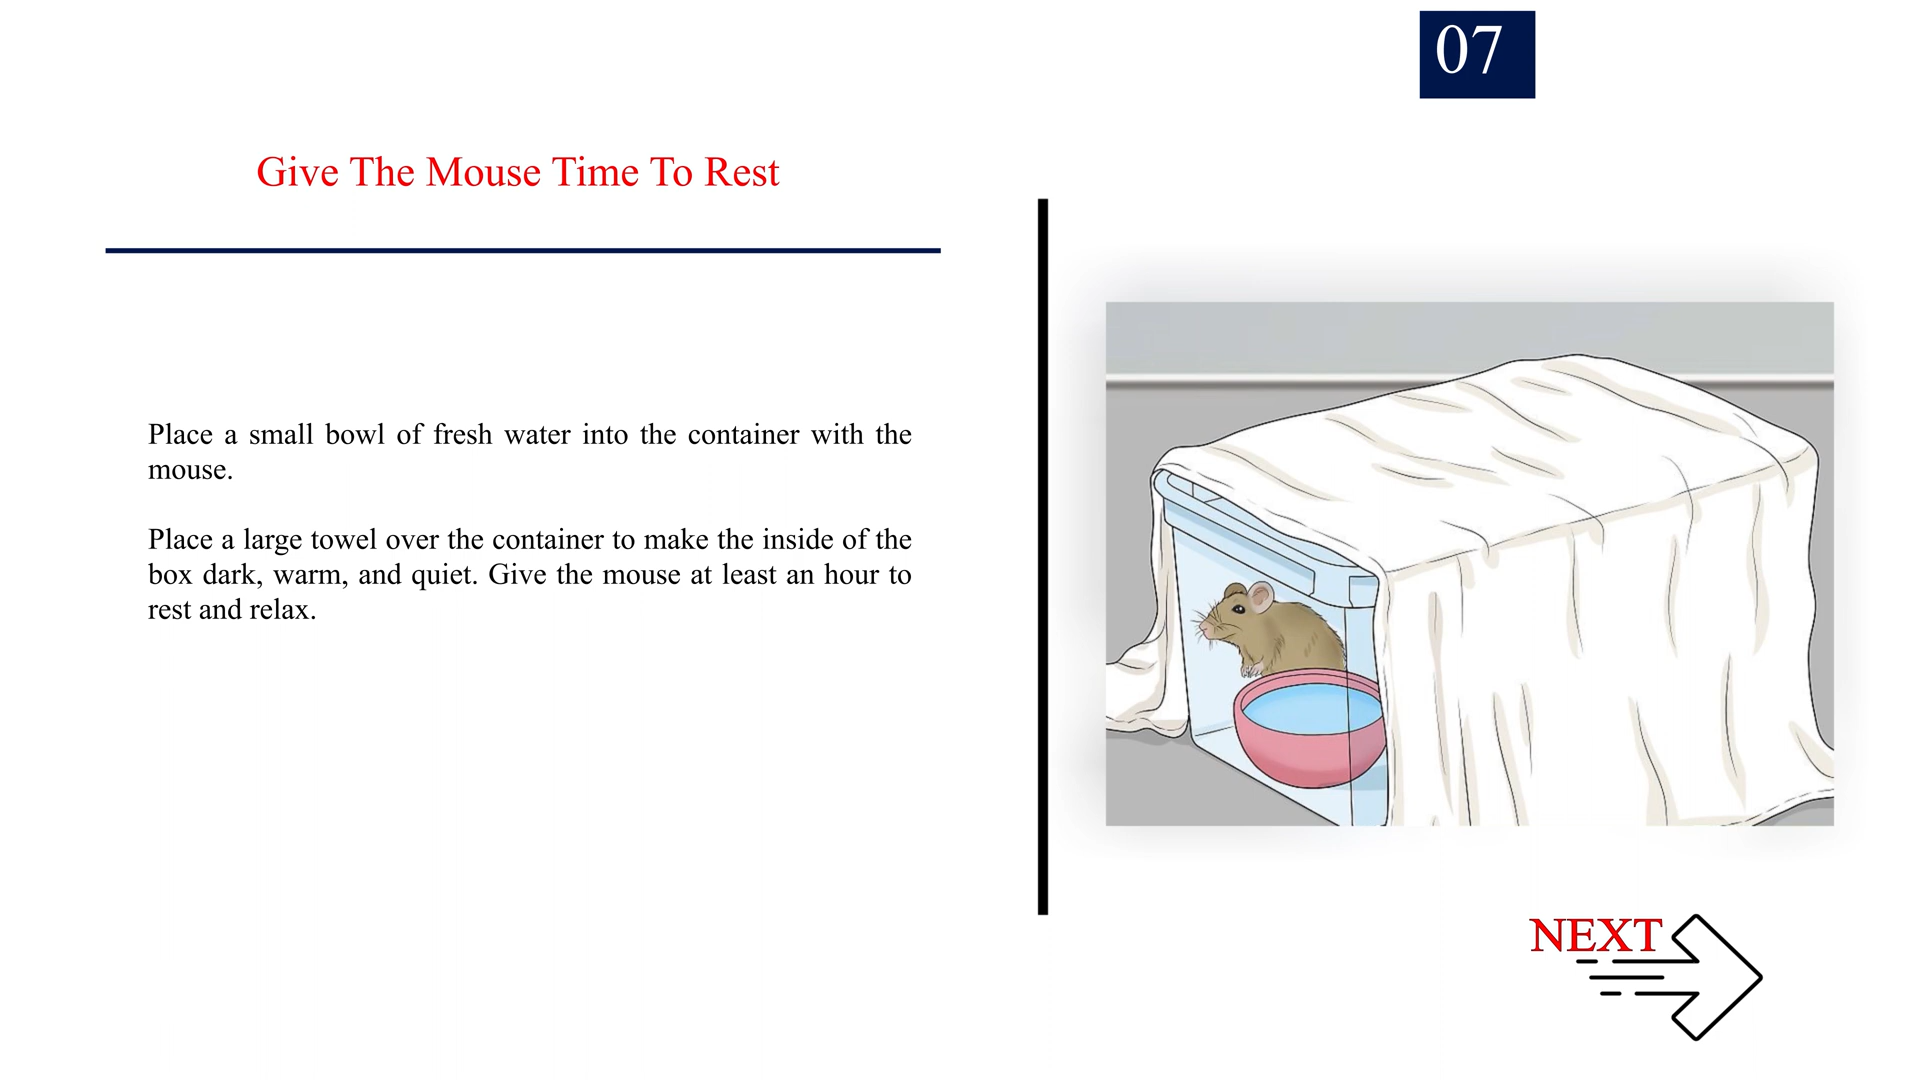 07
Give The Mouse Time To Rest
Place a small bowl of fresh water into the container with the
mouse.
Place a large towel over the container to make the inside of the
box dark, warm, and quiet. Give the mouse at least an hour to
rest and relax.
NEXT